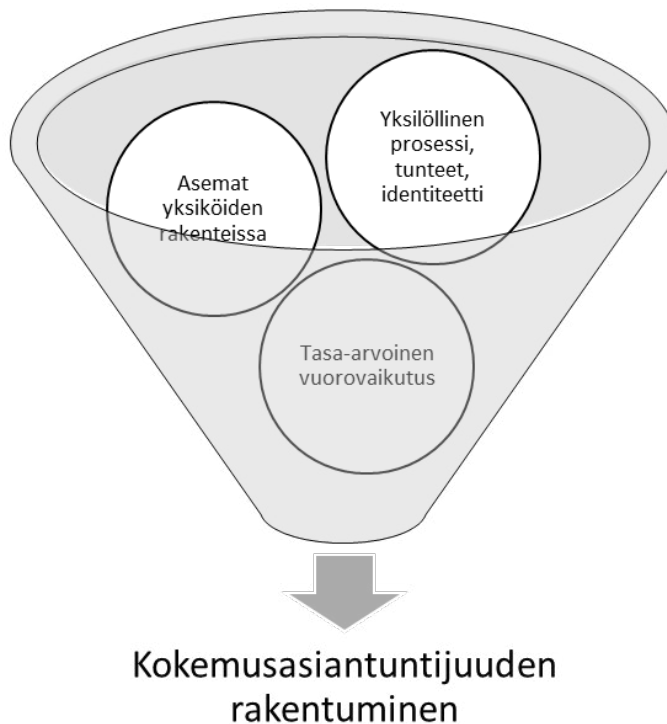 Yksilöllinen
prosessi,
tunteet,
identiteetti
Asemat
yksiköiden
rakenteissa
Tasa-arvoinen
vuorovaikutus
Kokemusasiantuntijuuden
rakentuminen